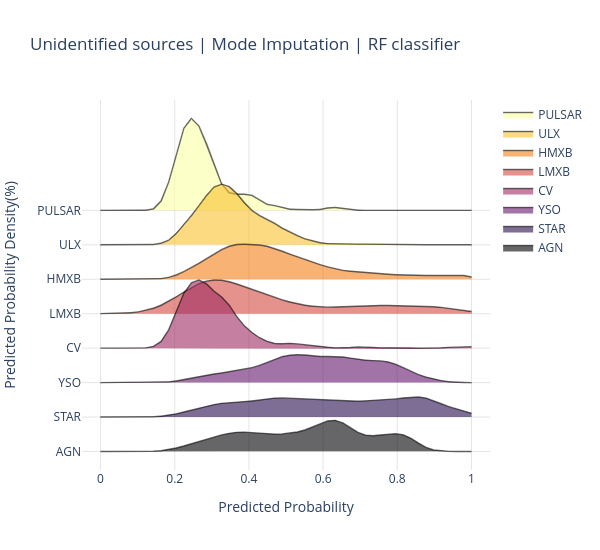 Unidentified sources | Mode Imputation | RF classifier
Predicted Probability Density(%)
PULSAR
ULX
HMXB
LMXB
CV
YSO
STAR
AGN
0 0.2 0.4 0.6 0.8 1
Predicted Probability
PULSAR
ULX
HMXB
LMXB
CV
YSO
STAR
AGN